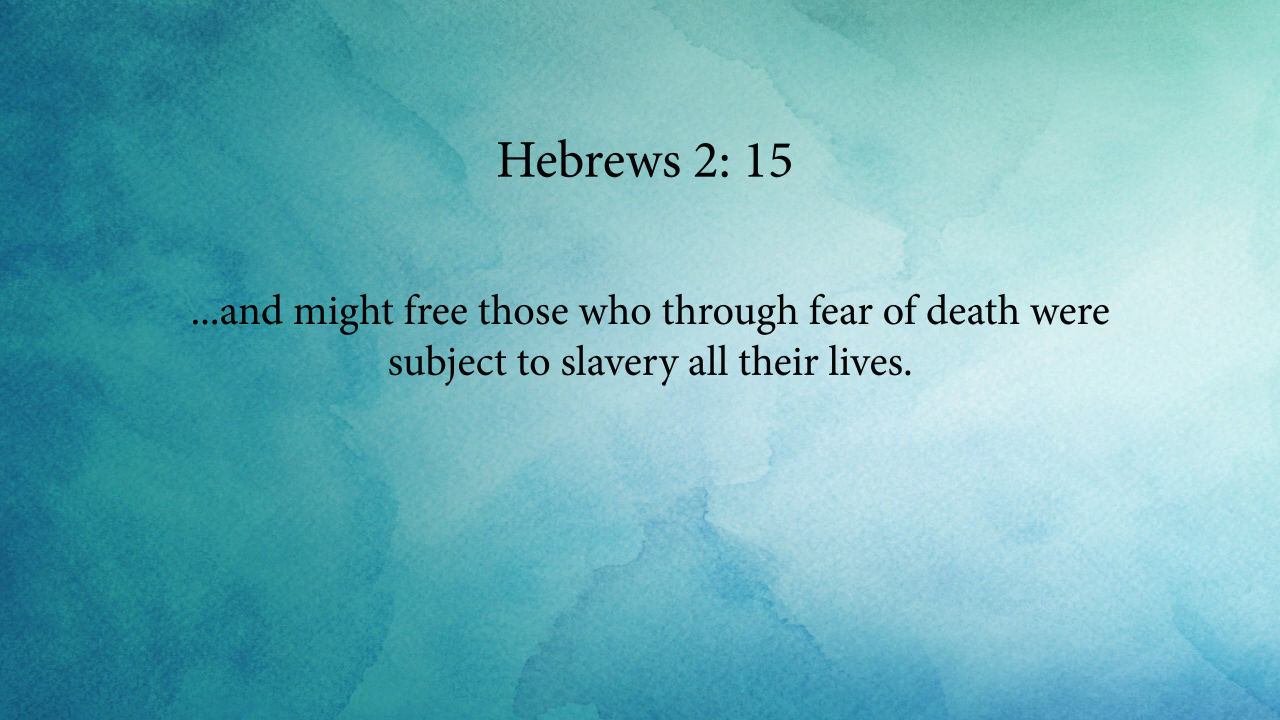 Hebrews 2: 15
...and might free those who through fear of death were
subject to slavery all their lives.